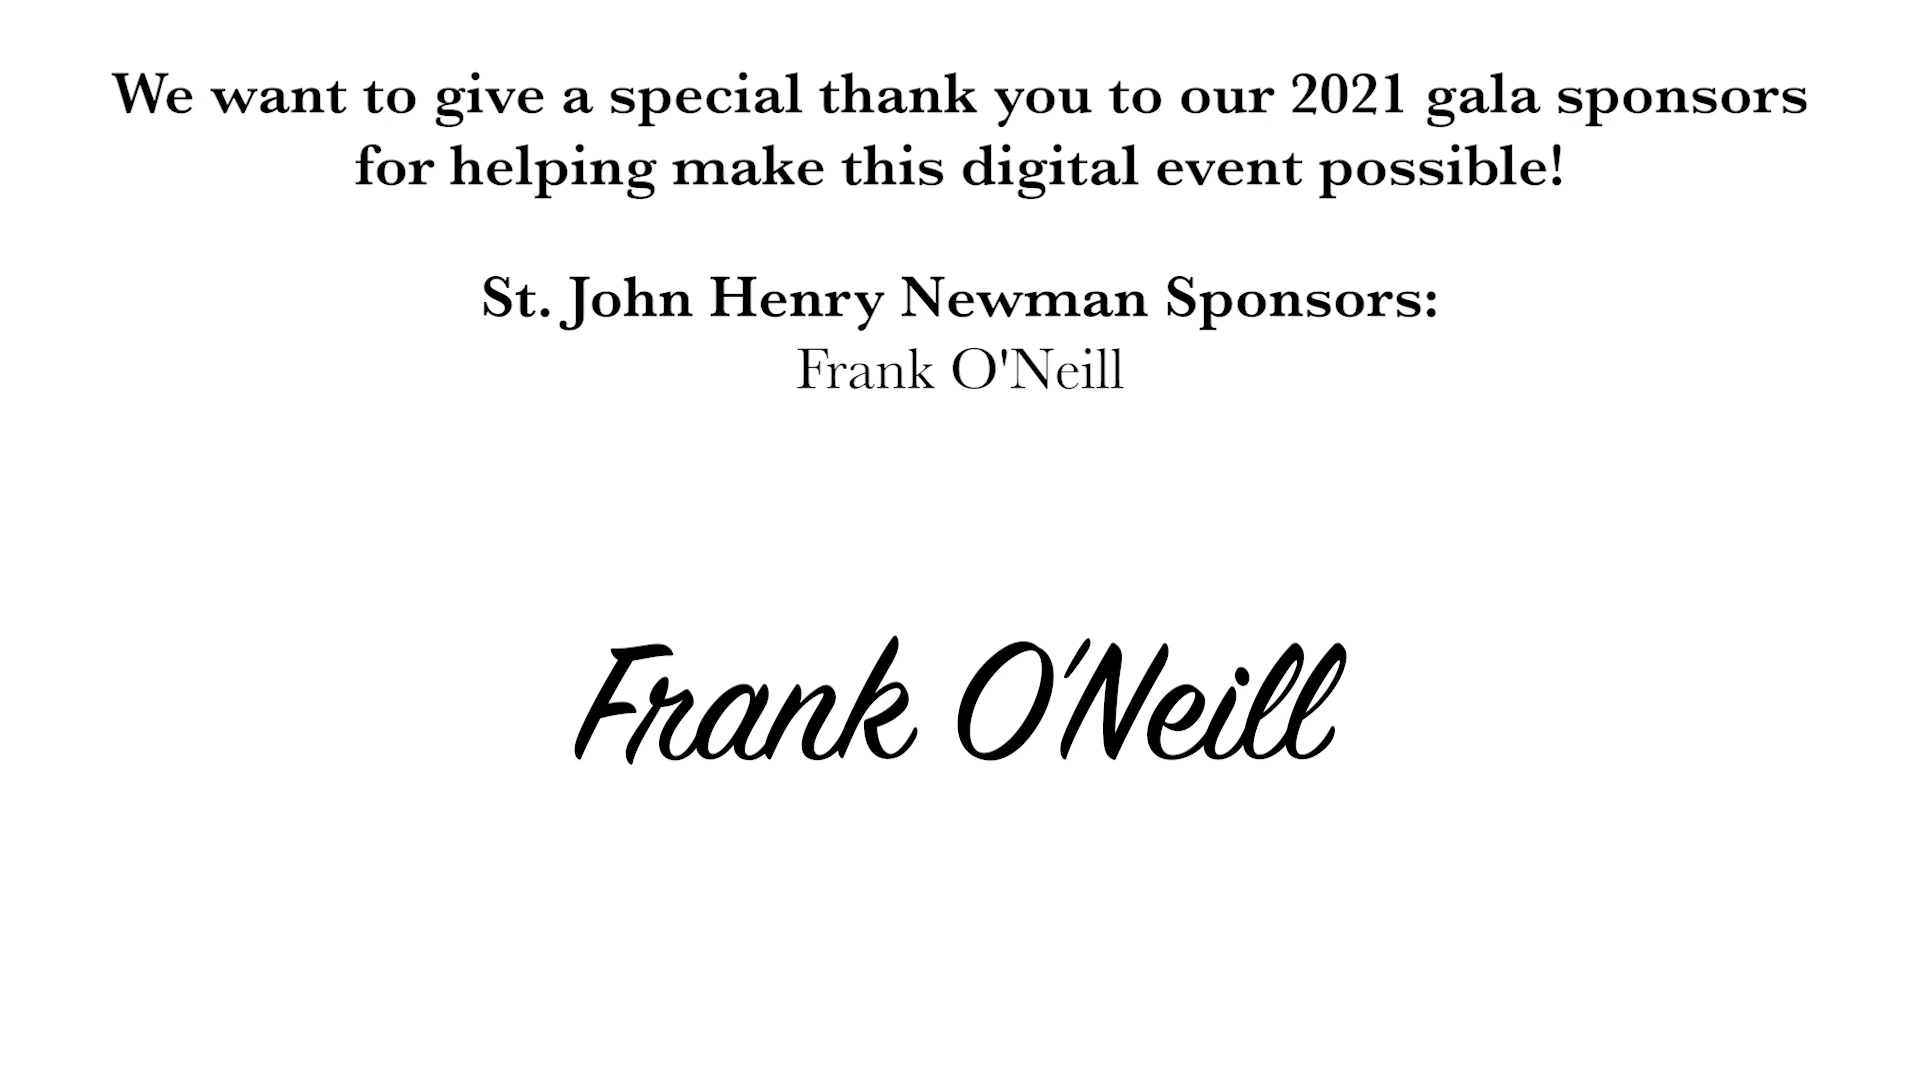 We want to give a special thank you to our 2021 gala sponsors
for helping make this digital event possible!
St. John Henry Newman Sponsors:
Frank O'Neill
Frank O'Neill